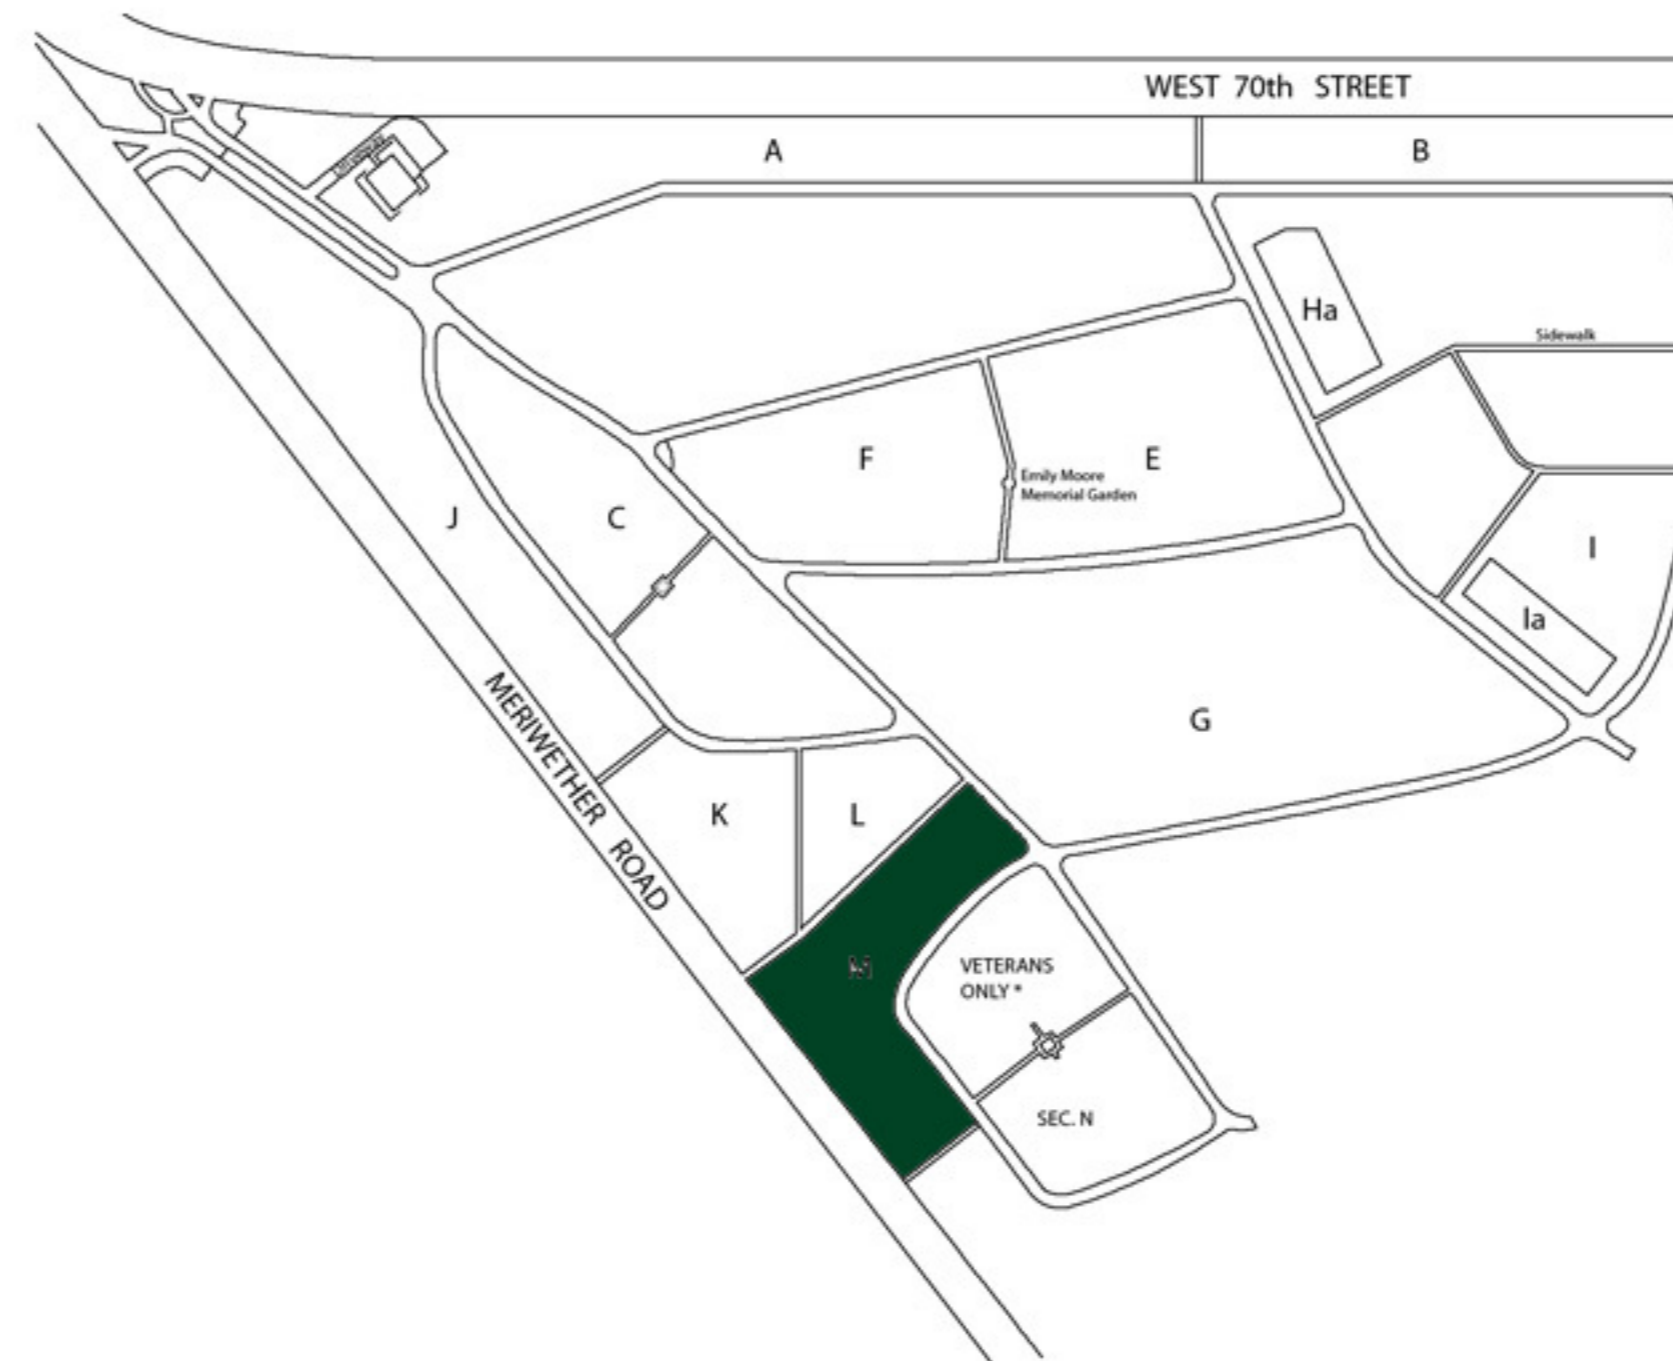 WEST 70th STREET
A
B
Ha
Sidewalk
F
E
Emily Moore
Memorial Garden
J
C
I
Ia
MERIWETHER ROAD
G
K
L
M
VETERANS
ONLY *
SEC. N